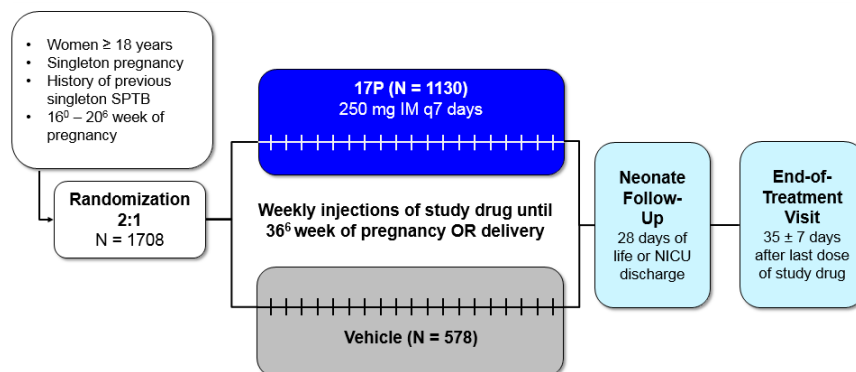 • Women ≥ 18 years
• Singleton pregnancy
• History of previous
singleton SPTB
• 16⁰ – 20⁶ week of
pregnancy
Randomization
2:1
N = 1708
17P (N = 1130)
250 mg IM q7 days
Weekly injections of study drug until
36⁶ week of pregnancy OR delivery
Vehicle (N = 578)
Neonate
Follow-
Up
28 days of
life or NICU
discharge
End-of-
Treatment
Visit
35 ± 7 days
after last dose
of study drug